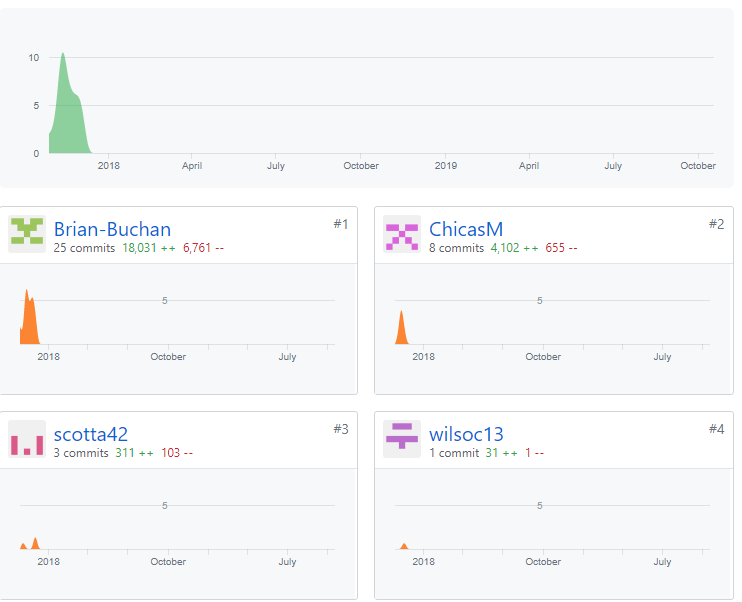 10
5
0
2018 April July October 2019 April July October
Brian-Buchan #1
25 commits 18,031 ++ 6,761 --
5
2018 October July
ChicasM #2
8 commits 4,102 ++ 655 --
5
2018 October July
scotta42 #3
3 commits 311 ++ 103 --
5
2018 October July
wilsoc13 #4
1 commit 31 ++ 1 --
5
2018 October July